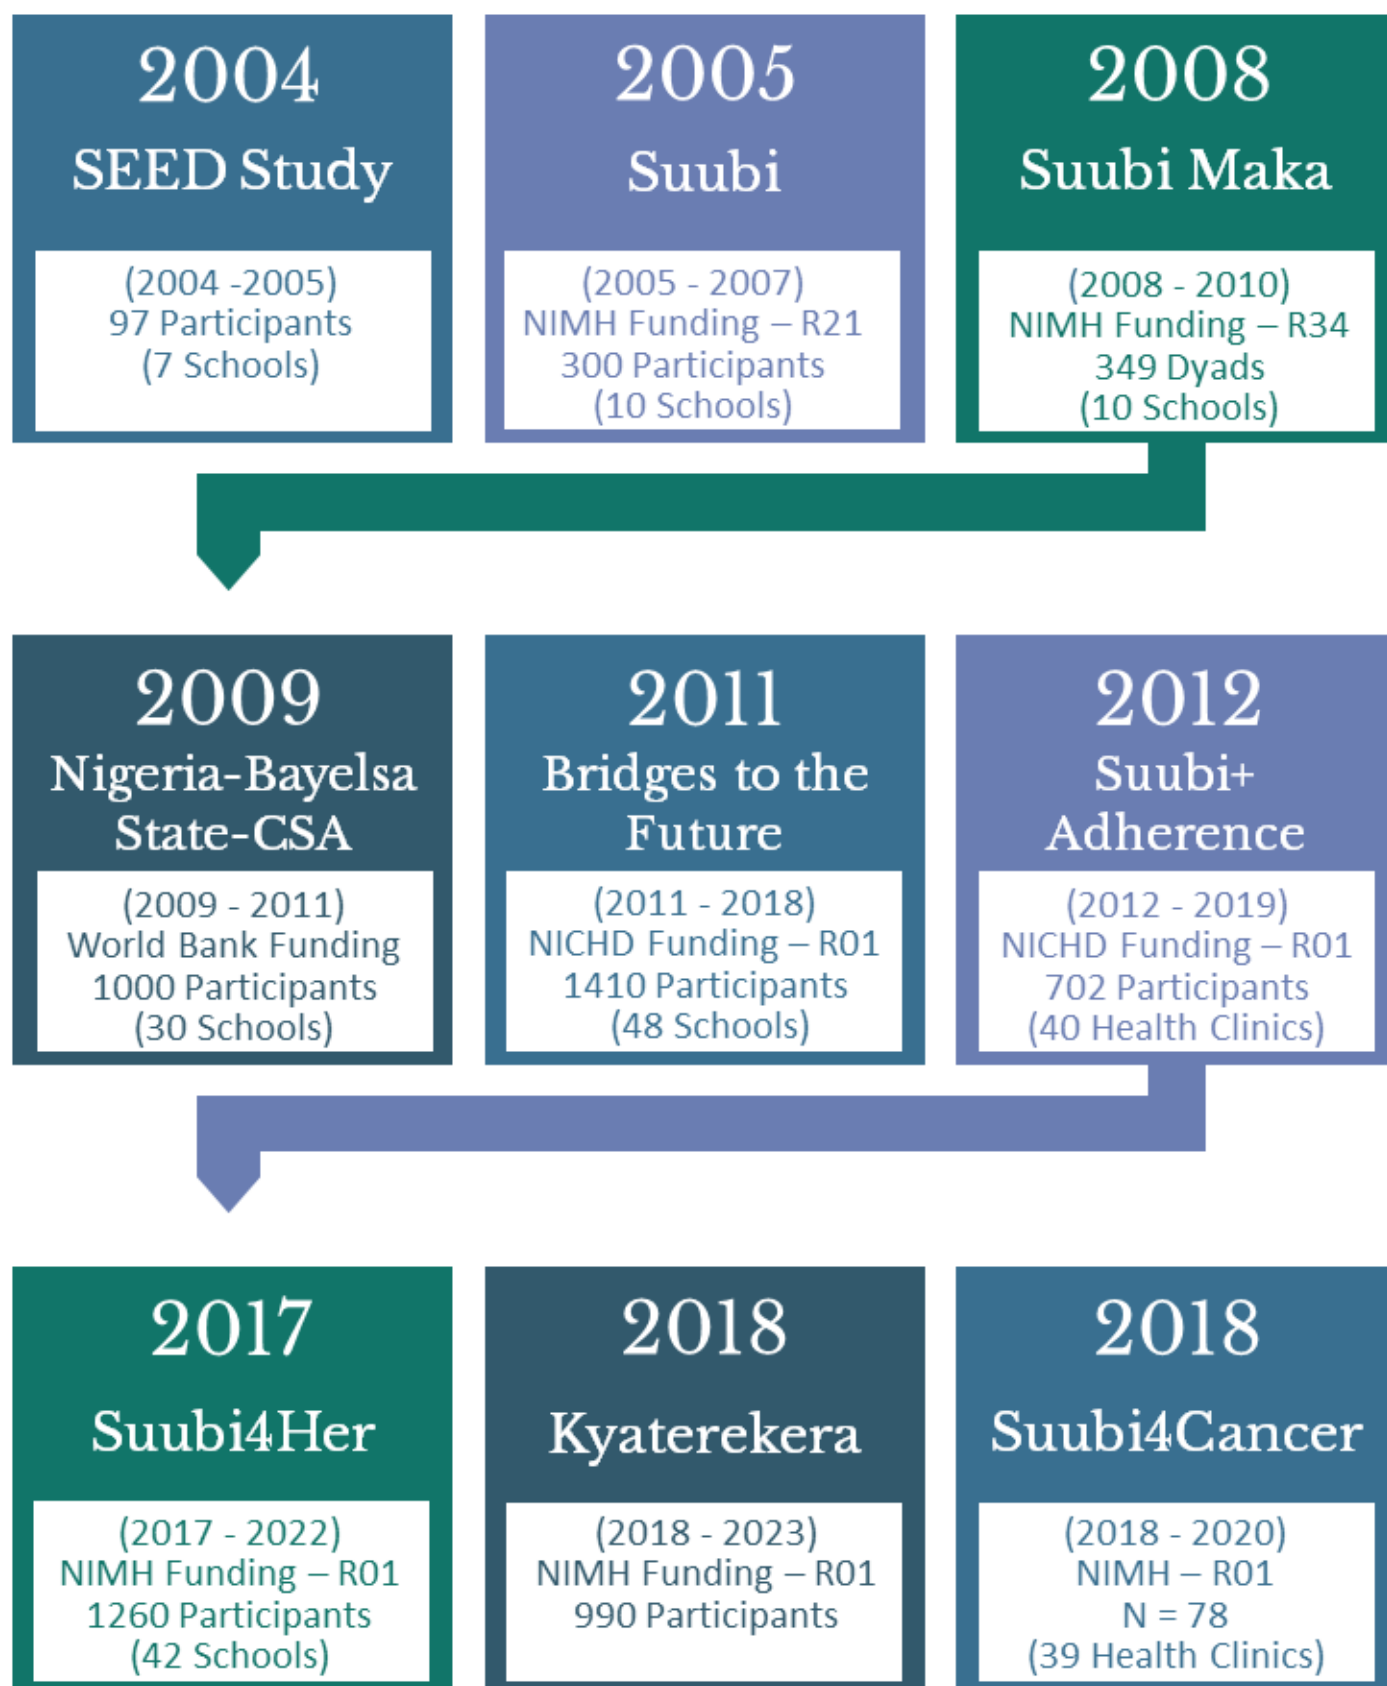 2004
SEED Study
(2004 -2005)
97 Participants
(7 Schools)
2005
Suubi
(2005 - 2007)
NIMH Funding – R21
300 Participants
(10 Schools)
2008
Suubi Maka
(2008 - 2010)
NIMH Funding – R34
349 Dyads
(10 Schools)
2009
Nigeria-Bayelsa
State-CSA
(2009 - 2011)
World Bank Funding
1000 Participants
(30 Schools)
2011
Bridges to the
Future
(2011 - 2018)
NICHD Funding – R01
1410 Participants
(48 Schools)
2012
Suubi+
Adherence
(2012 - 2019)
NICHD Funding – R01
702 Participants
(40 Health Clinics)
2017
Suubi4Her
(2017 - 2022)
NIMH Funding – R01
1260 Participants
(42 Schools)
2018
Kyaterekera
(2018 - 2023)
NIMH Funding – R01
990 Participants
2018
Suubi4Cancer
(2018 - 2020)
NIMH – R01
N = 78
(39 Health Clinics)